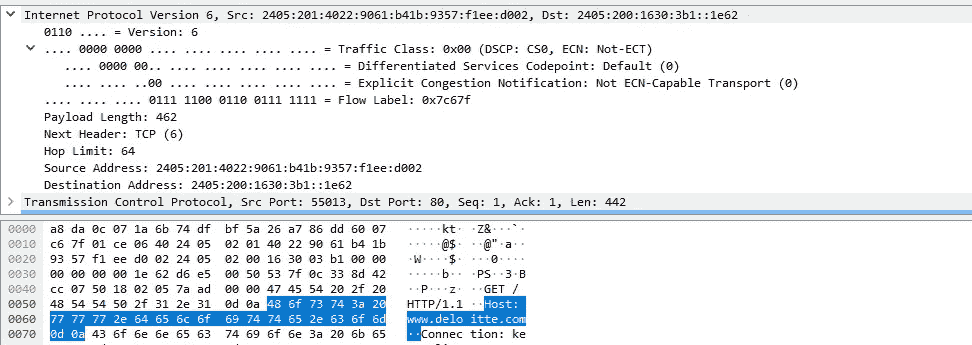 Internet Protocol Version 6, Src: 2405:201:4022:9061:b41b:9357:f1ee:d002, Dst: 2405:200:1630:3b1::1e62
0110 .... = Version: 6
.... 0000 0000 .... .... .... .... .... = Traffic Class: 0x00 (DSCP: CS0, ECN: Not-ECT)
.... 0000 00.. .... .... .... .... .... = Differentiated Services Codepoint: Default (0)
.... .... ..00 .... .... .... .... .... = Explicit Congestion Notification: Not ECN-Capable Transport (0)
.... .... .... 0111 1100 0110 0111 1111 = Flow Label: 0x7c67f
Payload Length: 462
Next Header: TCP (6)
Hop Limit: 64
Source Address: 2405:201:4022:9061:b41b:9357:f1ee:d002
Destination Address: 2405:200:1630:3b1::1e62
Transmission Control Protocol, Src Port: 55013, Dst Port: 80, Seq: 1, Ack: 1, Len: 442
0000 a8 da 0c 07 1a 6b 74 df bf 5a 26 a7 86 dd 60 07 ·····kt· ·Z&···`·
0010 c6 7f 01 ce 06 40 24 05 02 01 40 22 90 61 b4 1b ·····@$· ··@"·a··
0020 93 57 f1 ee d0 02 24 05 02 00 16 30 03 b1 00 00 ·W····$· ···0····
0030 00 00 00 00 1e 62 d6 e5 00 50 53 7f 0c 33 8d 42 ·····b·· ·PS··3·B
0040 cc 07 50 18 02 05 7a ad 00 00 47 45 54 20 2f 20 ··P···z· ··GET /
0050 48 54 54 50 2f 31 2e 31 0d 0a 48 6f 73 74 3a 20 HTTP/1.1 ··Host:
0060 77 77 77 2e 64 65 6c 6f 69 74 74 65 2e 63 6f 6d www.delo itte.com
0070 0d 0a 43 6f 6e 6e 65 63 74 69 6f 6e 3a 20 6b 65 ··Connec tion: ke